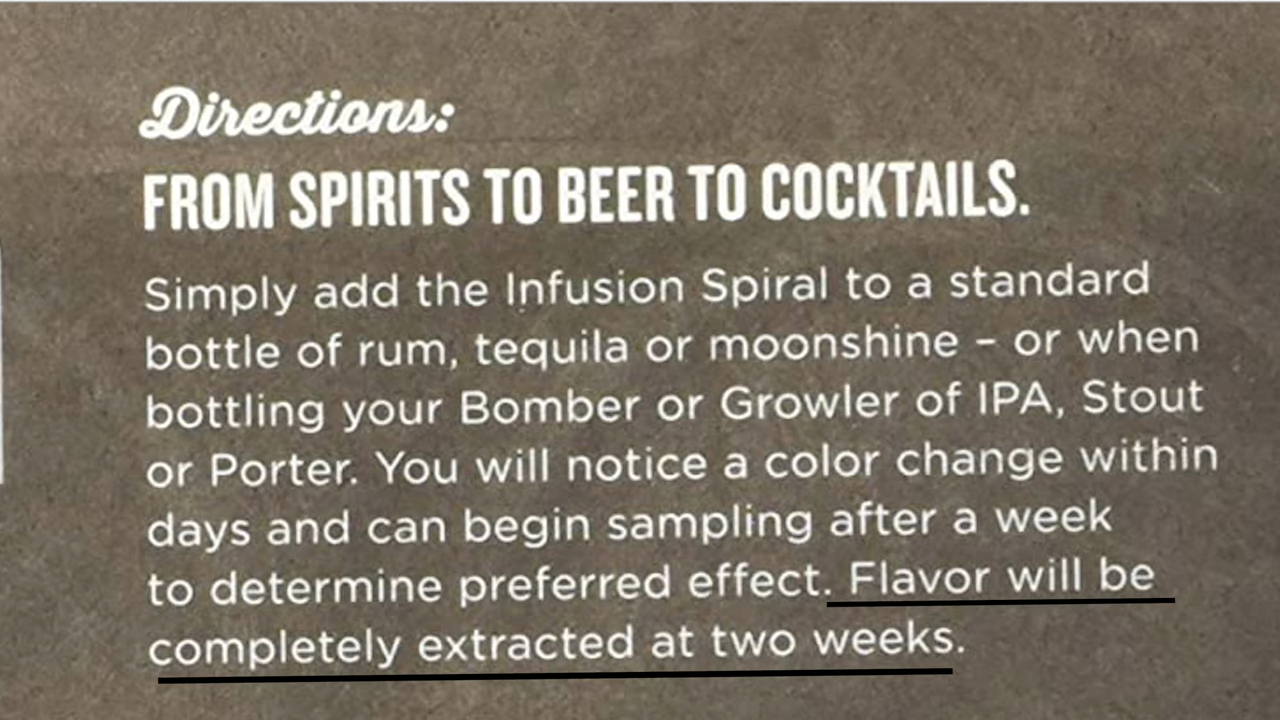 Directions:
FROM SPIRITS TO BEER TO COCKTAILS.
Simply add the Infusion Spiral to a standard
bottle of rum, tequila or moonshine – or when
bottling your Bomber or Growler of IPA, Stout
or Porter. You will notice a color change within
days and can begin sampling after a week
to determine preferred effect. Flavor will be
completely extracted at two weeks.